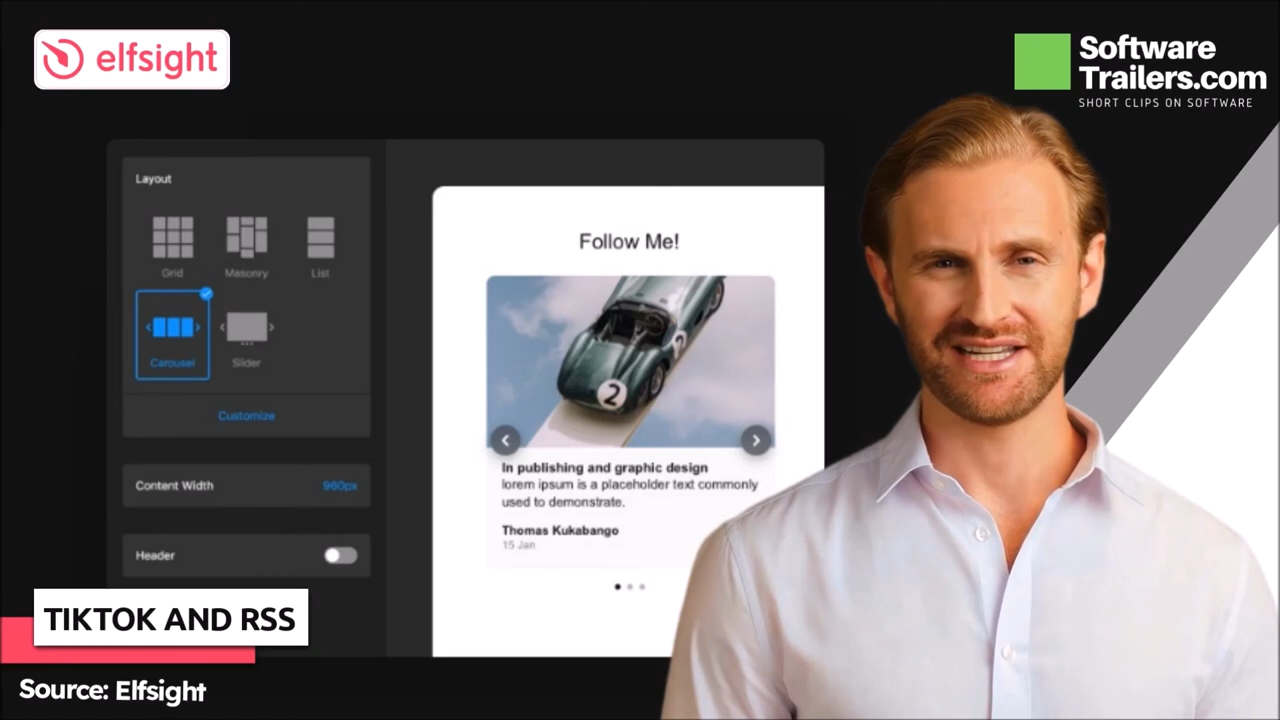 elfsight
Software
Trailers.com
SHORT CLIPS ON SOFTWARE
Layout
Grid
Masonry
List
Carousel
Slider
Customize
Content Width
960px
Header
Follow Me!
2
2
In publishing and graphic design
lorem ipsum is a placeholder text commonly
used to demonstrate.
Thomas Kukabango
15 Jan
TIKTOK AND RSS
Source: Elfsight